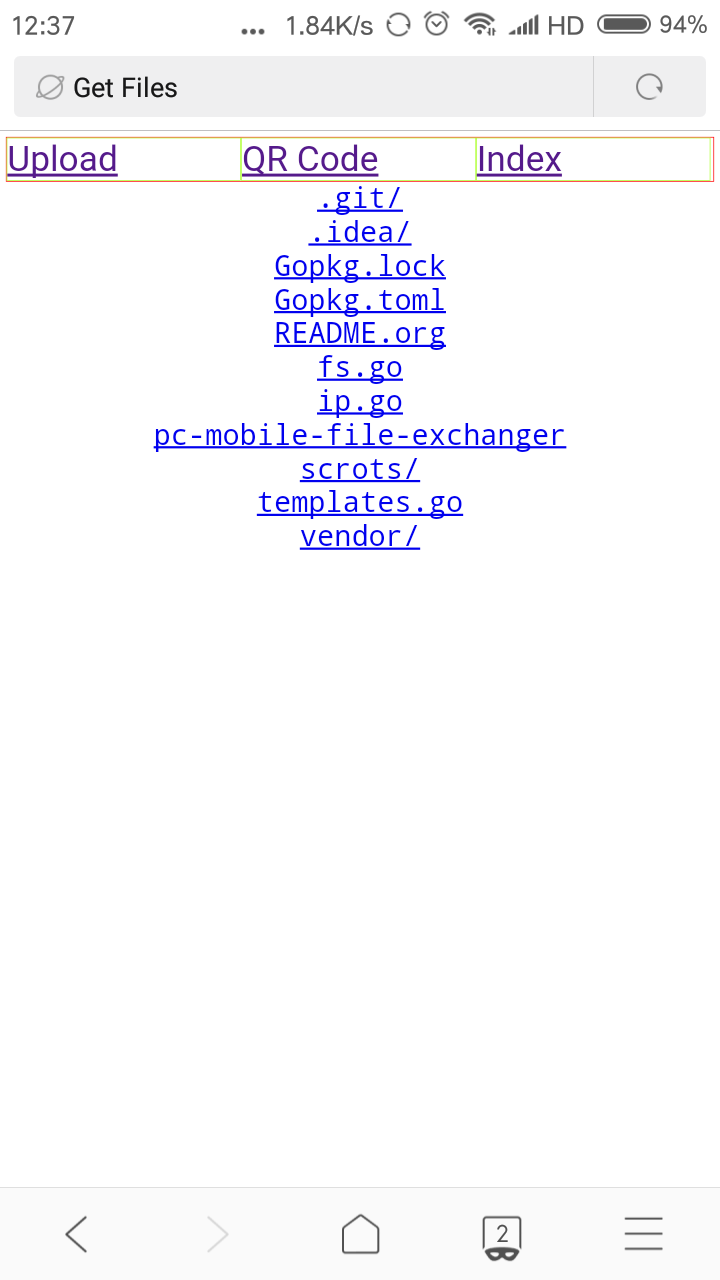 12:37 ... 1.84K/s HD 94%
Get Files
Upload QR Code Index
.git/
.idea/
Gopkg.lock
Gopkg.toml
README.org
fs.go
ip.go
pc-mobile-file-exchanger
scrots/
templates.go
vendor/
2